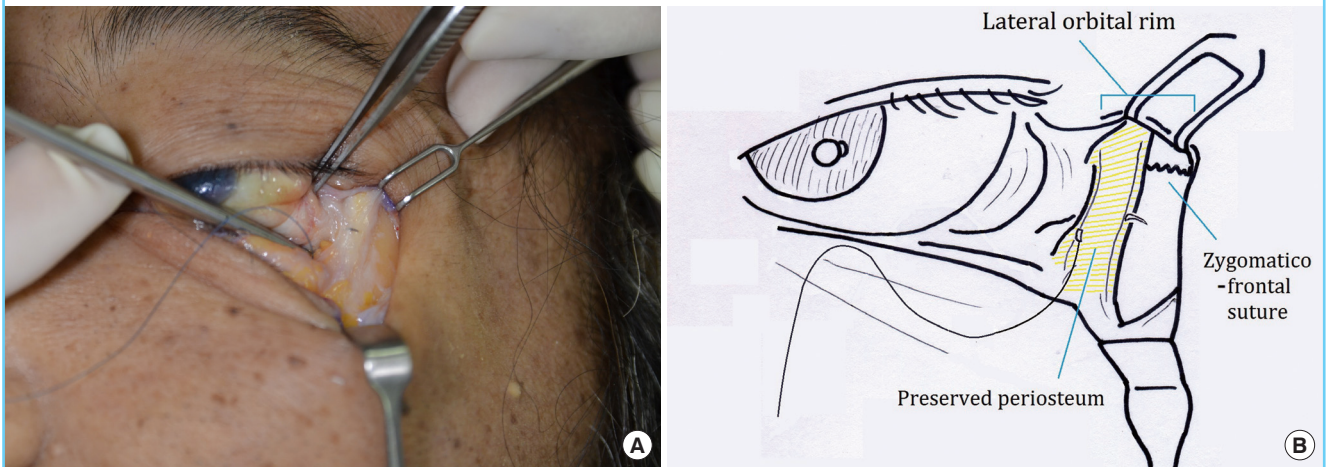 Lateral orbital rim
Zygomatico
-frontal
suture
Preserved periosteum
A
B